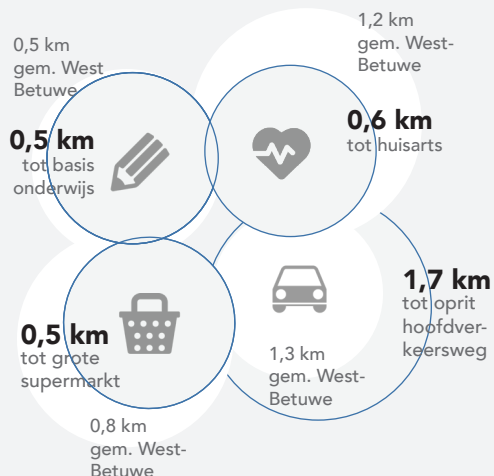 0,5 km
gem. West
Betuwe
0,5 km
tot basis
onderwijs
1,2 km
gem. West-
Betuwe
0,6 km
tot huisarts
0,5 km
tot grote
supermarkt
0,8 km
gem. West-
Betuwe
1,7 km
tot oprit
hoofdver-
keersweg
1,3 km
gem. West-
Betuwe